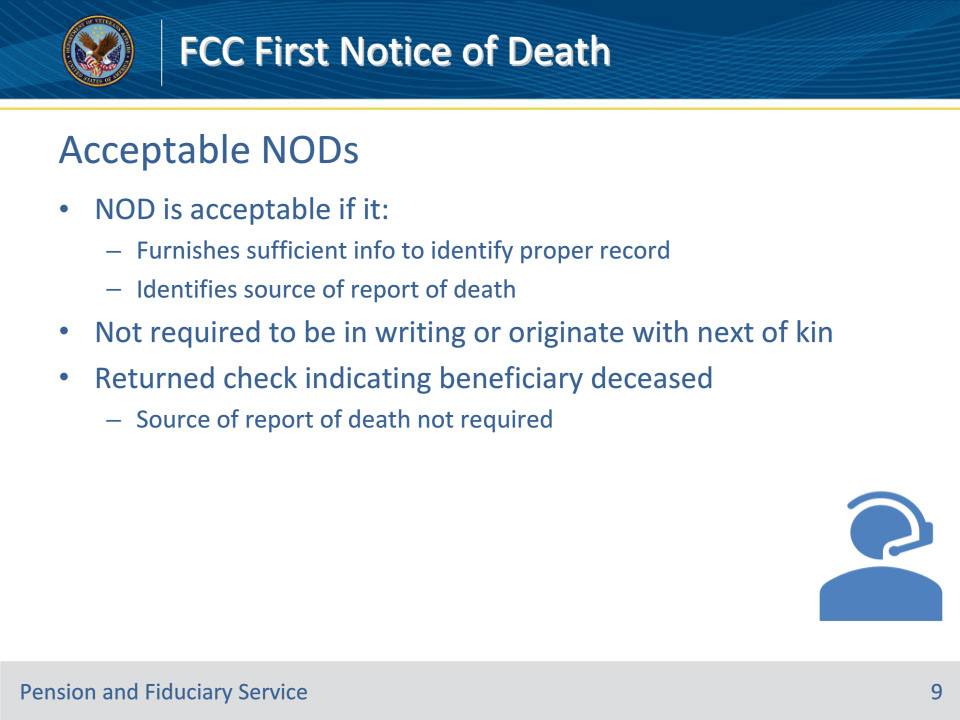 FCC First Notice of Death
Acceptable NODs
• NOD is acceptable if it:
– Furnishes sufficient info to identify proper record
– Identifies source of report of death
• Not required to be in writing or originate with next of kin
• Returned check indicating beneficiary deceased
– Source of report of death not required
Pension and Fiduciary Service
9